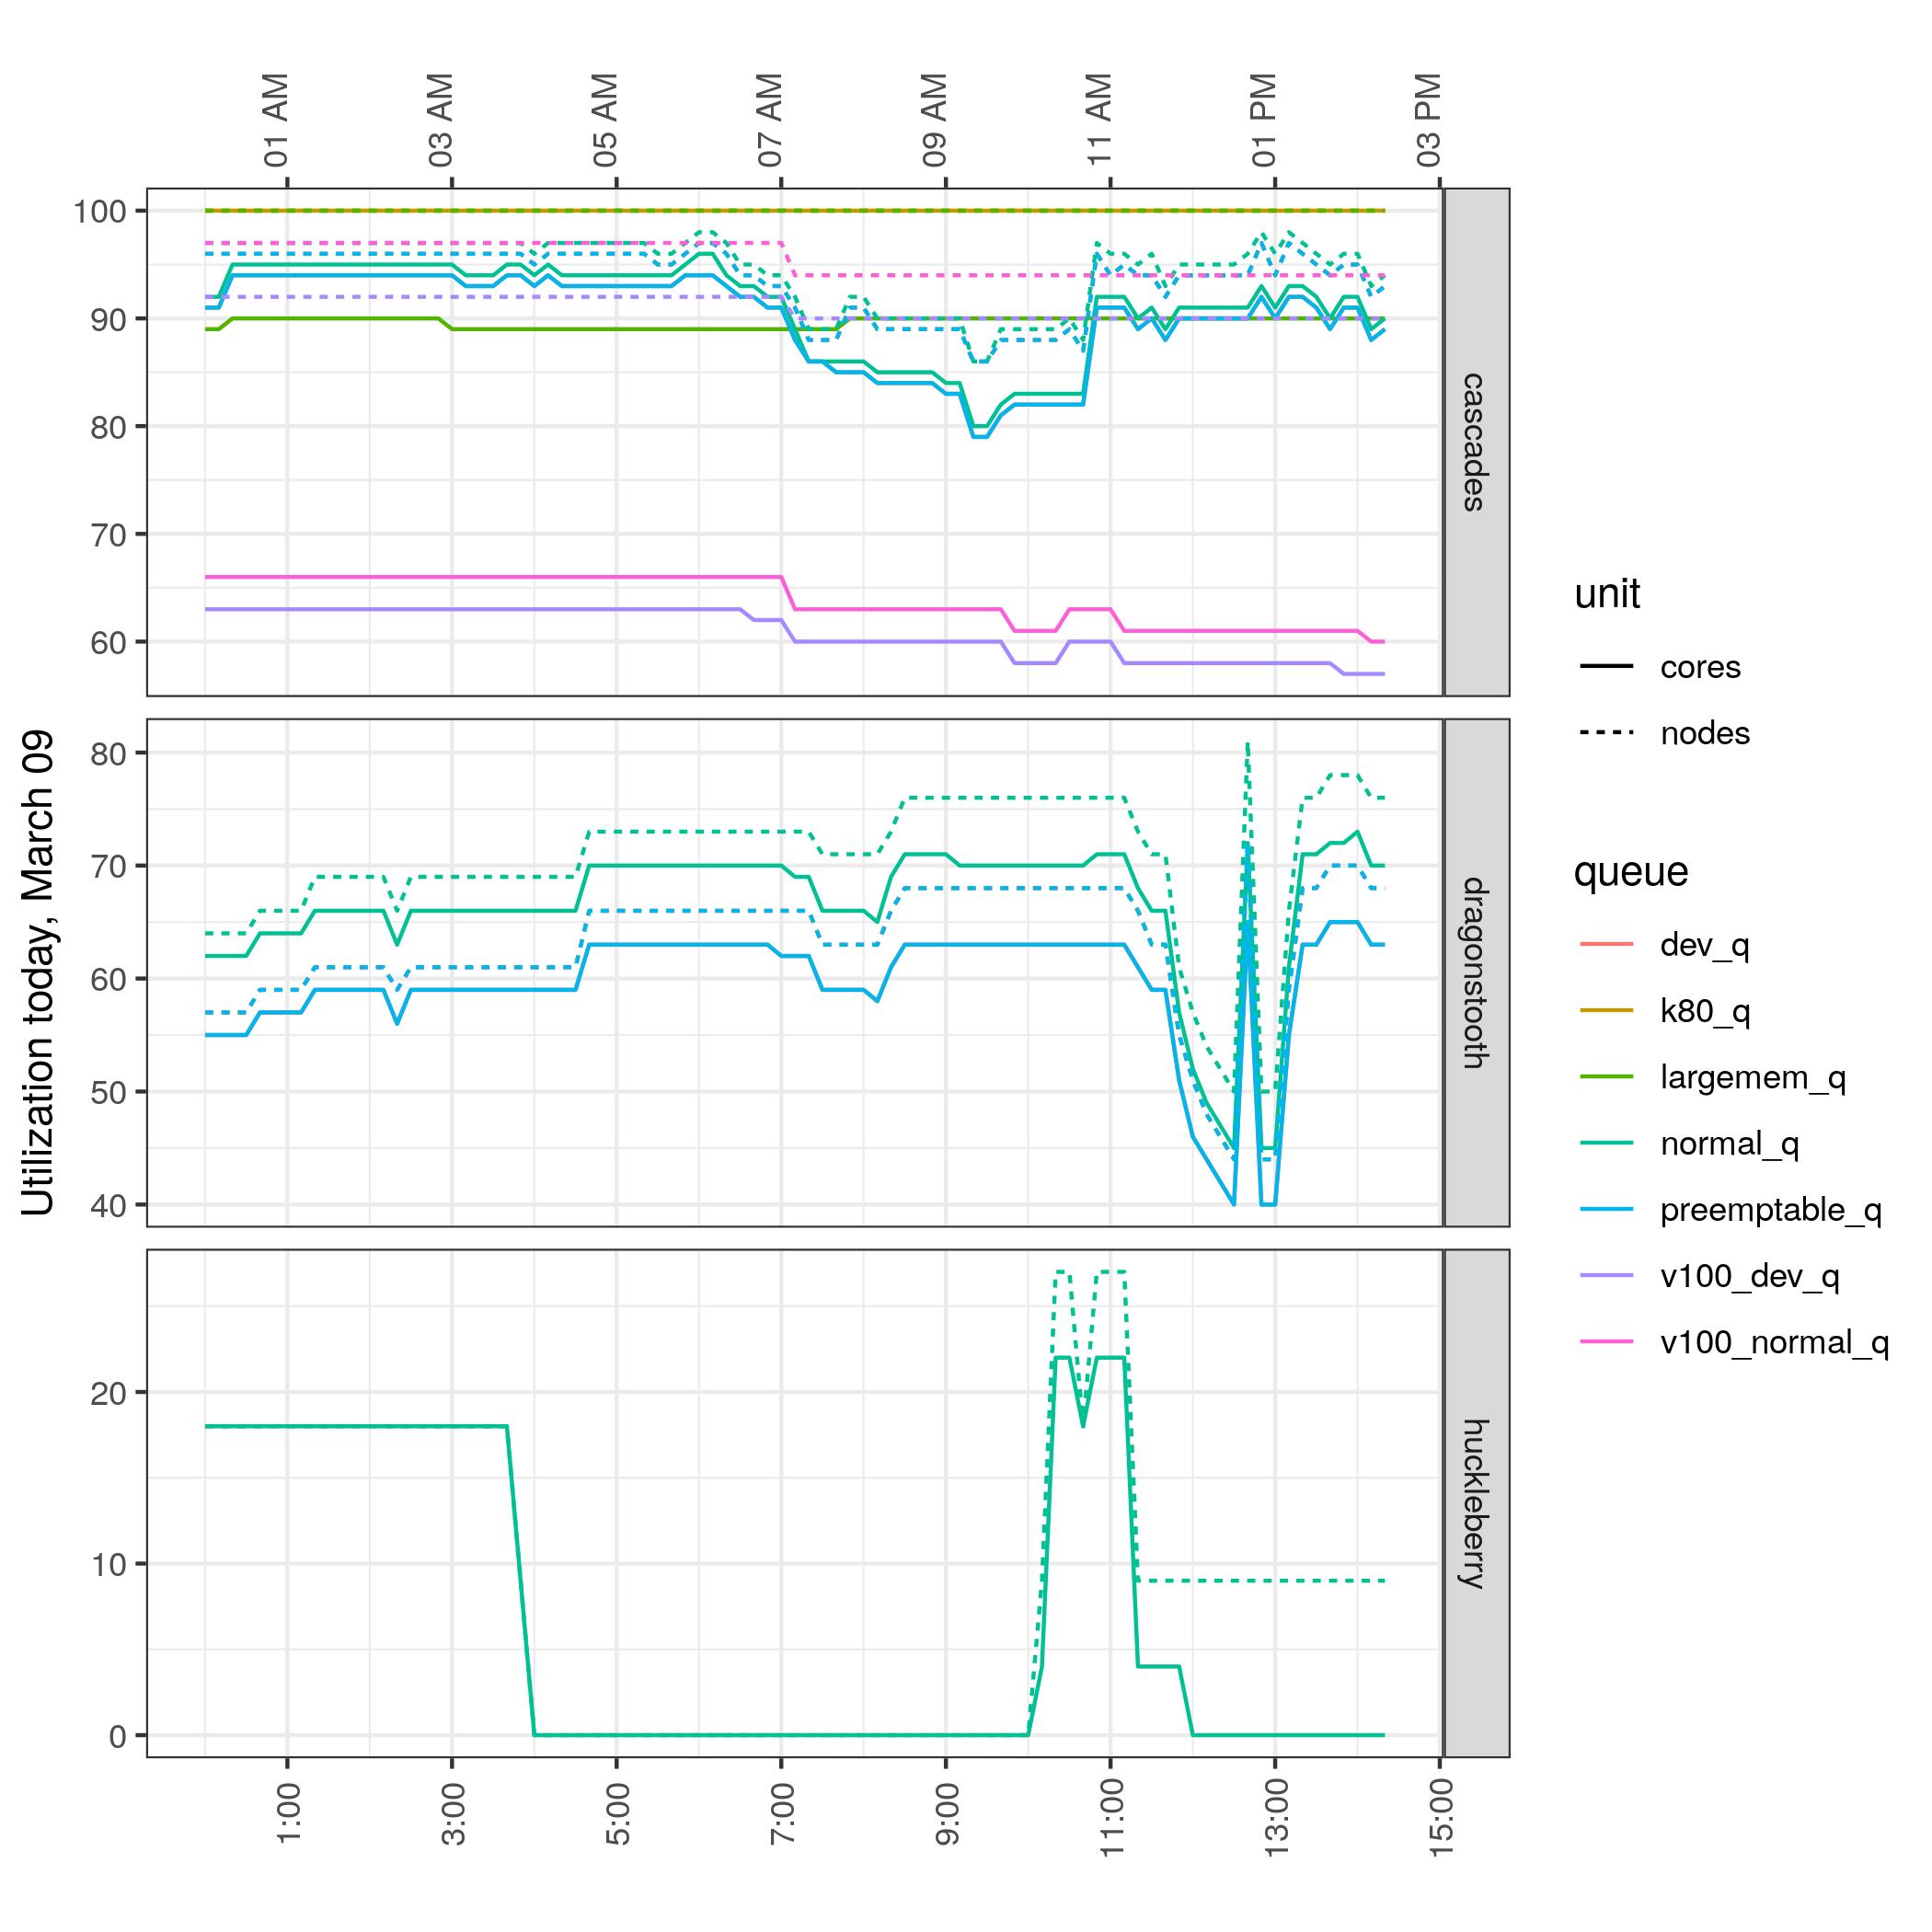 01 AM
03 AM
05 AM
07 AM
09 AM
11 AM
01 PM
03 PM
Utilization today, March 09
100
90
80
70
60
cascades
80
70
60
50
40
dragonstooth
20
10
0
huckleberry
1:00
3:00
5:00
7:00
9:00
11:00
13:00
15:00
unit
cores
nodes
queue
dev_q
k80_q
largemem_q
normal_q
preemptable_q
v100_dev_q
v100_normal_q